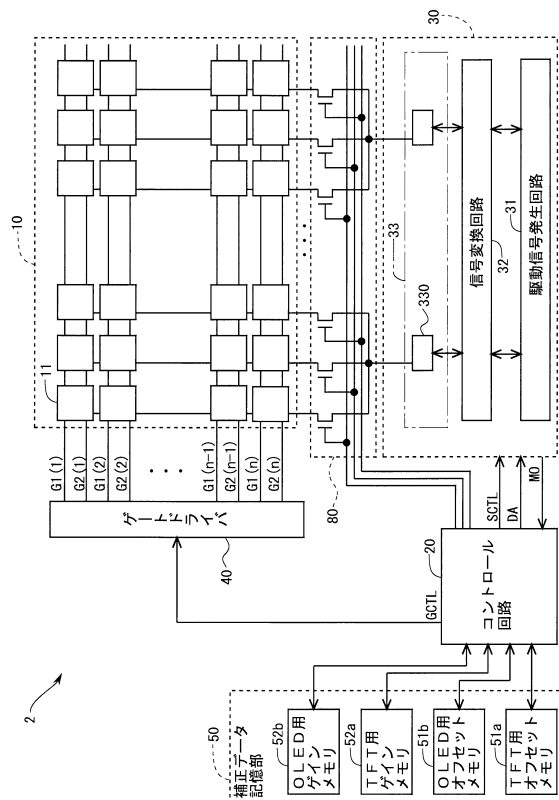 2
10
11
G1(1)
G2(1)
G1(2)
G2(2)
G1(n-1)
G2(n-1)
G1(n)
G2(n)
ゲートドライバ
40
80
30
33
330
信号変換回路
32
駆動信号発生回路
31
GCTL
20
コントロール
回路
SCTL
DA
MO
50
補正データ
記憶部
52b
OLED用
ゲイン
メモリ
52a
TFT用
ゲイン
メモリ
51b
OLED用
オフセット
メモリ
51a
TFT用
オフセット
メモリ